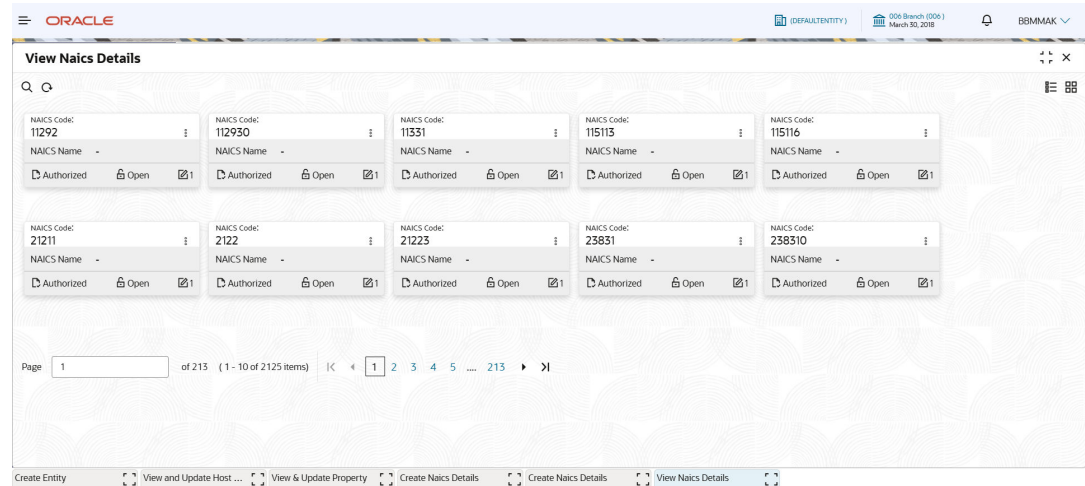 ORACLE
(DEFAULTENTITY)
006 Branch (006)
March 30, 2018
BBMMAK
View Naics Details
NAICS Code: NAICS Code: NAICS Code: NAICS Code: NAICS Code:
11292 112930 11331 115113 115116
NAICS Name - NAICS Name - NAICS Name - NAICS Name - NAICS Name -
Authorized Open 1 Authorized Open 1 Authorized Open 1 Authorized Open 1 Authorized Open 1
NAICS Code: NAICS Code: NAICS Code: NAICS Code: NAICS Code:
21211 2122 21223 23831 238310
NAICS Name - NAICS Name - NAICS Name - NAICS Name - NAICS Name -
Authorized Open 1 Authorized Open 1 Authorized Open 1 Authorized Open 1 Authorized Open 1
Page 1 of 213 (1 - 10 of 2125 items) 1 2 3 4 5 .... 213
Create Entity View and Update Host ... View & Update Property Create Naics Details Create Naics Details View Naics Details